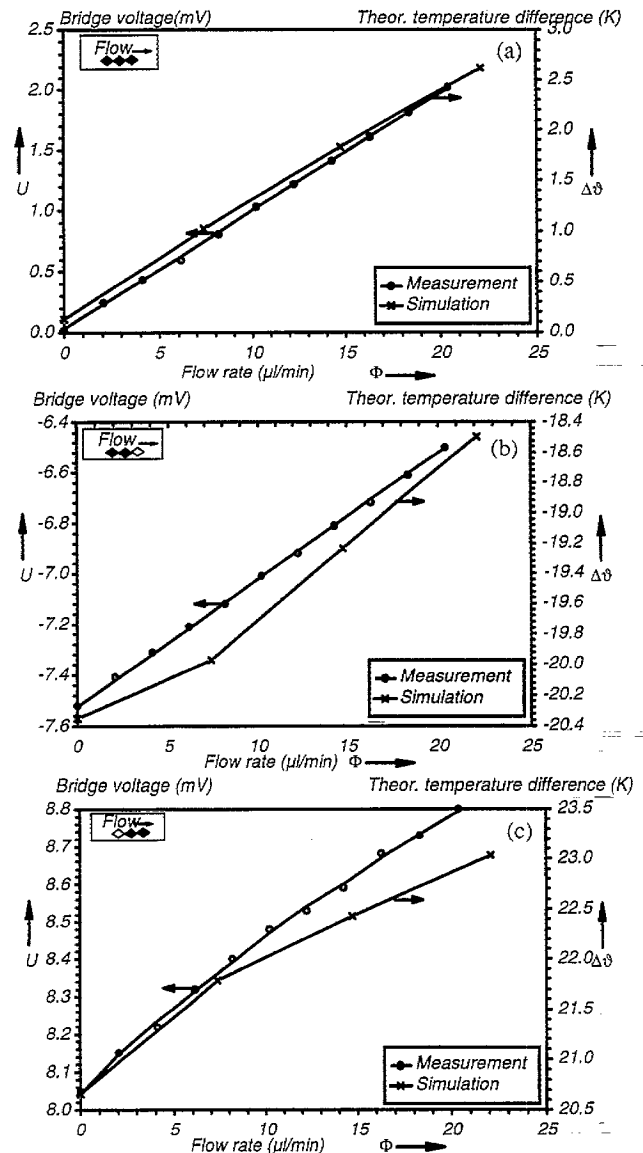 Bridge voltage(mV) Theor. temperature difference (K)
2.5 3.0
Flow (a)
2.5
2.0
2.0
U 1.5 Δϑ
1.5
1.0
1.0
0.5
Measurement 0.5
Simulation
0.0 0.0
0 5 10 15 20 25
Flow rate (µl/min) Φ
Bridge voltage (mV) Theor. temperature difference (K)
-6.4 -18.4
Flow (b)
-18.6
-6.6
-18.8
-6.8 -19.0
U -19.2 Δϑ
-7.0
-19.4
-7.2 -19.6
-19.8
-7.4 Measurement -20.0
Simulation -20.2
-7.6 -20.4
0 5 10 15 20 25
Flow rate (µl/min) Φ
Bridge voltage (mV) Theor. temperature difference (K)
8.8 23.5
Flow (c)
8.7
23.0
8.6
22.5
U 8.5 Δϑ
8.4 22.0
8.3
21.5
8.2
Measurement 21.0
8.1 Simulation
8.0 20.5
0 5 10 15 20 25
Flow rate (µl/min) Φ